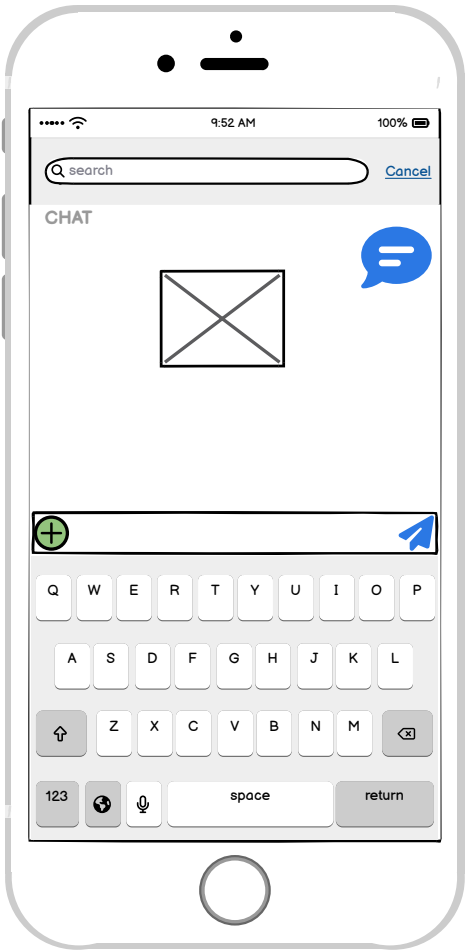 9:52 AM 100%
search Cancel
CHAT
Q W E R T Y U I O P
A S D F G H J K L
Z X C V B N M
123 space return